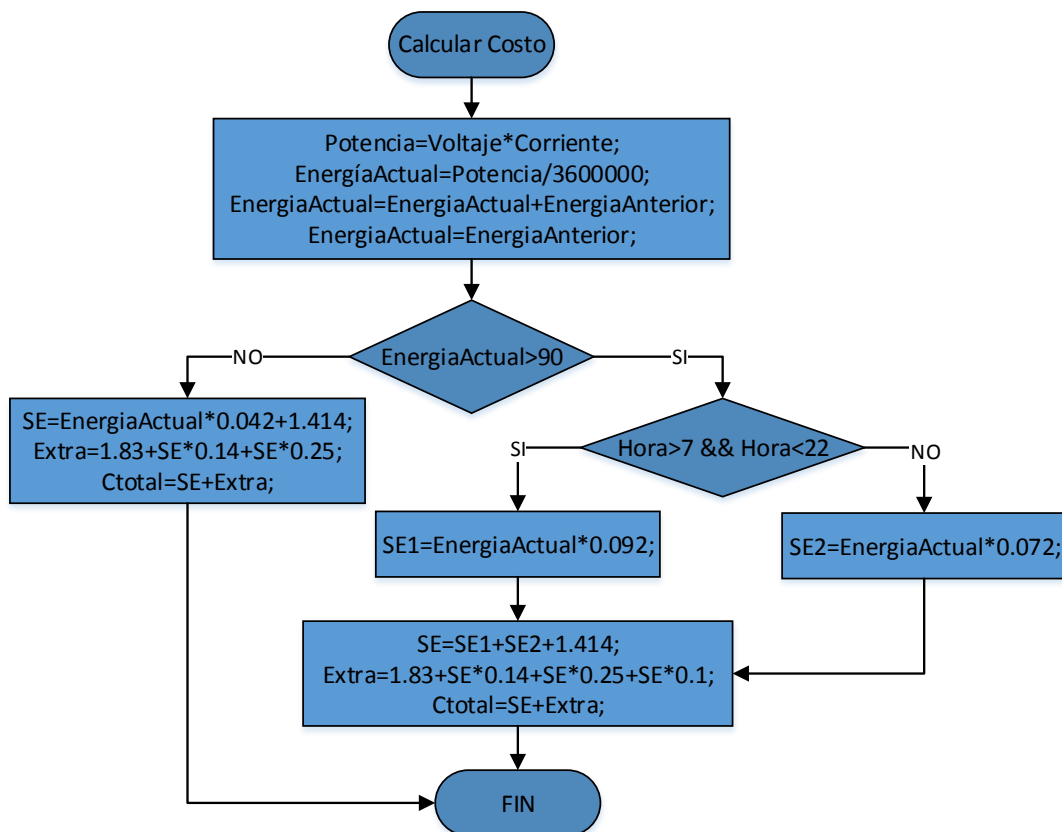 Calcular Costo
Potencia=Voltaje*Corriente;
EnergíaActual=Potencia/3600000;
EnergiaActual=EnergiaActual+EnergiaAnterior;
EnergiaActual=EnergiaAnterior;
EnergiaActual>90
NO
SI
SE=EnergiaActual*0.042+1.414;
Extra=1.83+SE*0.14+SE*0.25;
Ctotal=SE+Extra;
Hora>7 && Hora<22
SI
NO
SE1=EnergiaActual*0.092;
SE2=EnergiaActual*0.072;
SE=SE1+SE2+1.414;
Extra=1.83+SE*0.14+SE*0.25+SE*0.1;
Ctotal=SE+Extra;
FIN